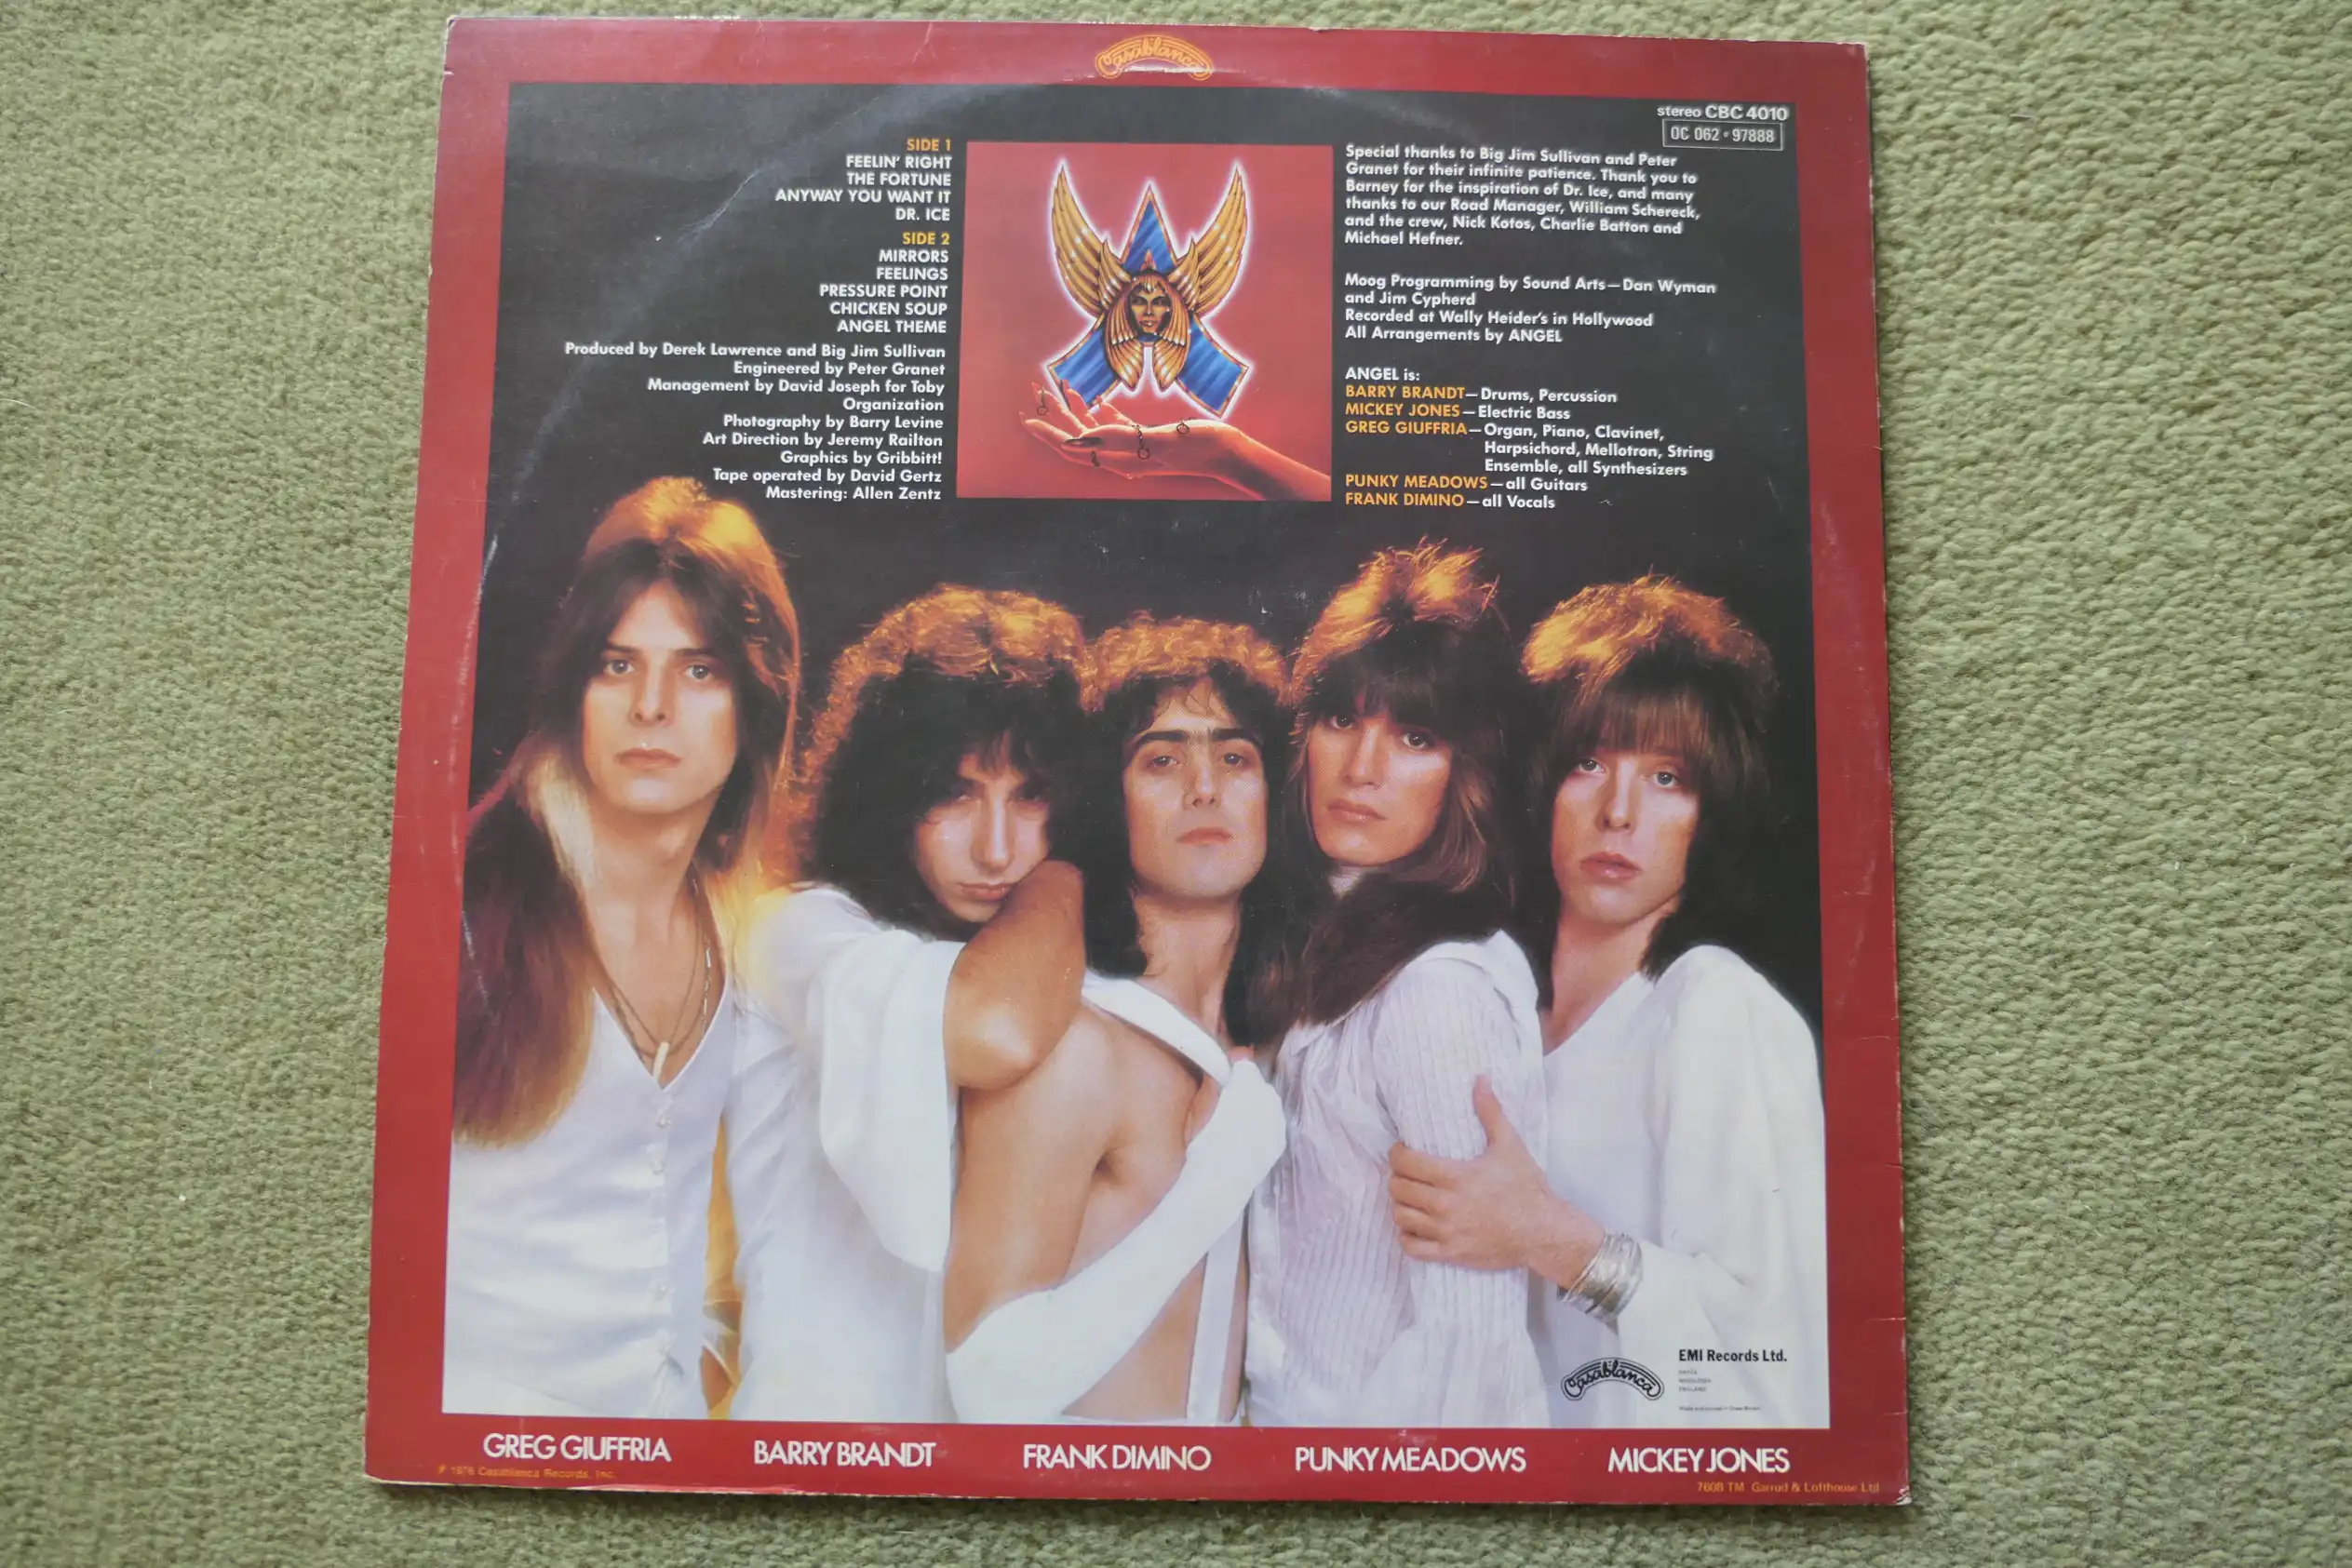 Casablanca
stereo CBC 4010
OC 062 • 97888
SIDE 1
FEELIN' RIGHT
THE FORTUNE
ANYWAY YOU WANT IT
DR. ICE
SIDE 2
MIRRORS
FEELINGS
PRESSURE POINT
CHICKEN SOUP
ANGEL THEME
Produced by Derek Lawrence and Big Jim Sullivan
Engineered by Peter Granet
Management by David Joseph for Toby
Organization
Photography by Barry Levine
Art Direction by Jeremy Railton
Graphics by Gribbitt!
Tape operated by David Gertz
Mastering: Allen Zentz
Special thanks to Big Jim Sullivan and Peter
Granet for their infinite patience. Thank you to
Barney for the inspiration of Dr. Ice, and many
thanks to our Road Manager, William Schereck,
and the crew, Nick Kotos, Charlie Batton and
Michael Hefner.
Moog Programming by Sound Arts—Dan Wyman
and Jim Cypherd
Recorded at Wally Heider's in Hollywood
All Arrangements by ANGEL
ANGEL is:
BARRY BRANDT—Drums, Percussion
MICKEY JONES—Electric Bass
GREG GIUFFRIA—Organ, Piano, Clavinet,
Harpsichord, Mellotron, String
Ensemble, all Synthesizers
PUNKY MEADOWS—all Guitars
FRANK DIMINO—all Vocals
Casablanca
EMI Records Ltd.
HAYES
MIDDLESEX
ENGLAND
GREG GIUFFRIA
BARRY BRANDT
FRANK DIMINO
PUNKY MEADOWS
MICKEY JONES
℗ 1976 Casablanca Records, Inc.
7608 TM Garrod & Lofthouse Ltd